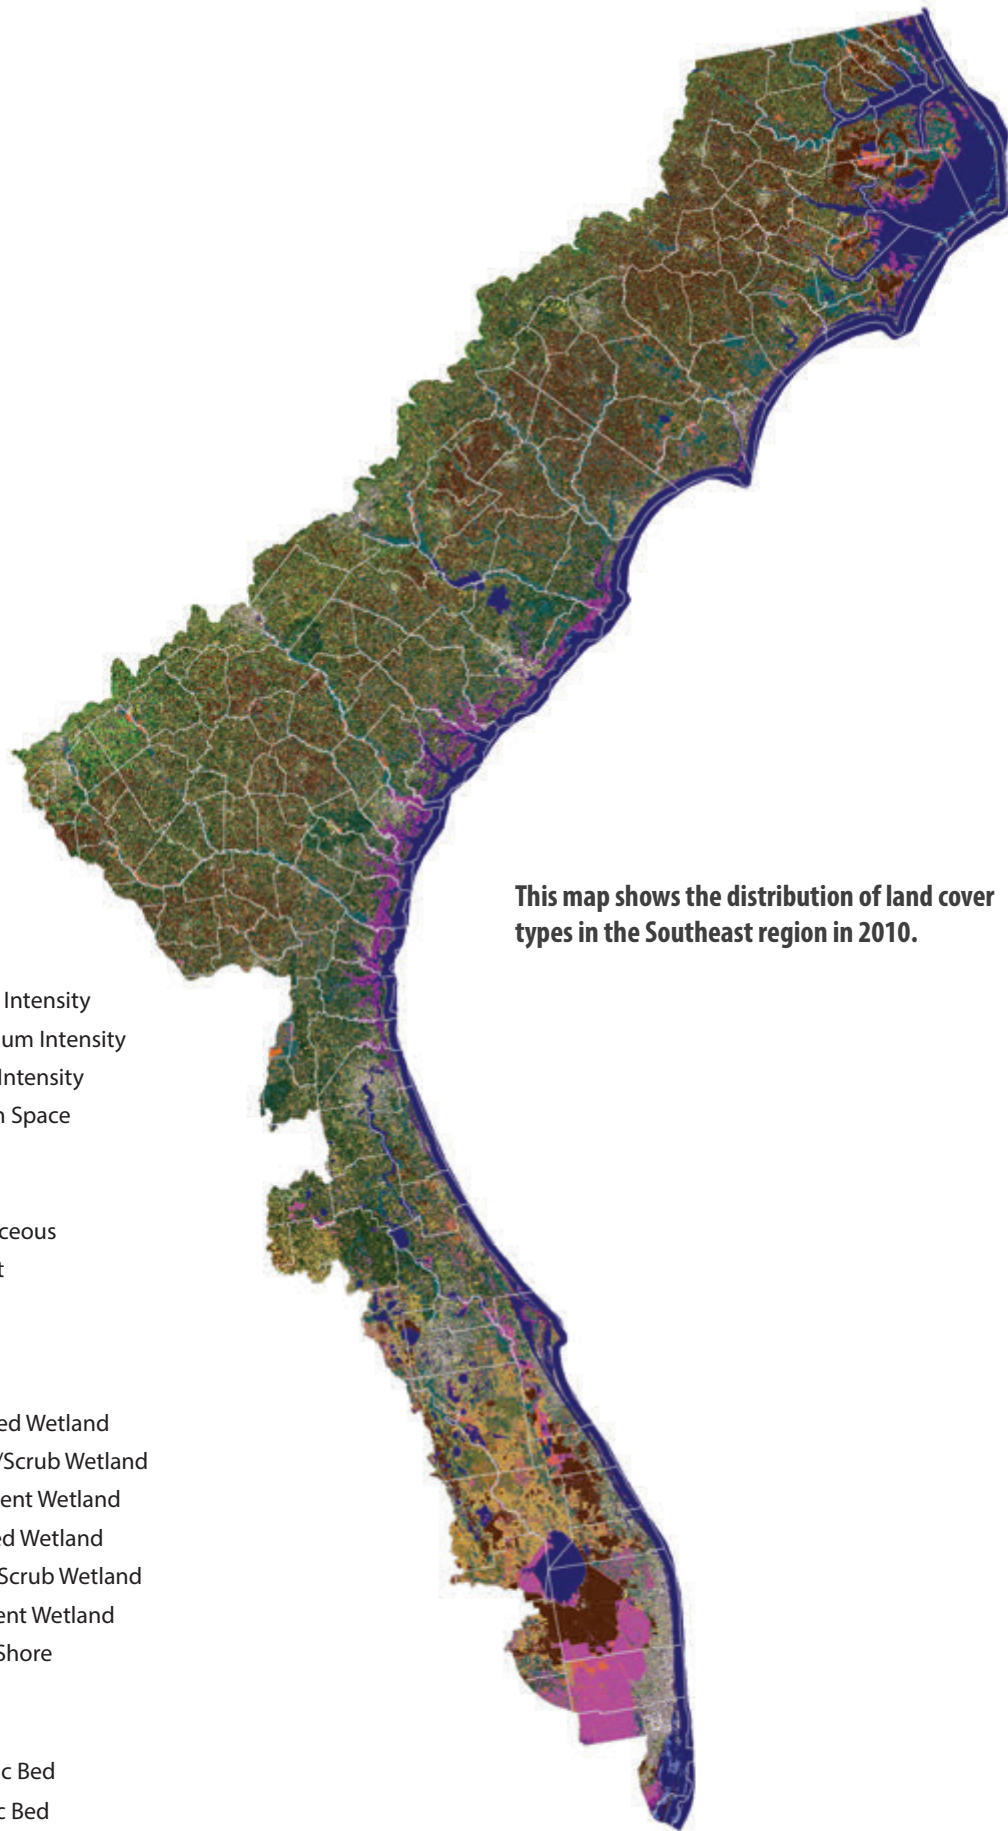 This map shows the distribution of land cover
types in the Southeast region in 2010.
Intensity
um Intensity
Intensity
n Space
ceous
t
ed Wetland
/Scrub Wetland
ent Wetland
ed Wetland
Scrub Wetland
ent Wetland
Shore
c Bed
c Bed